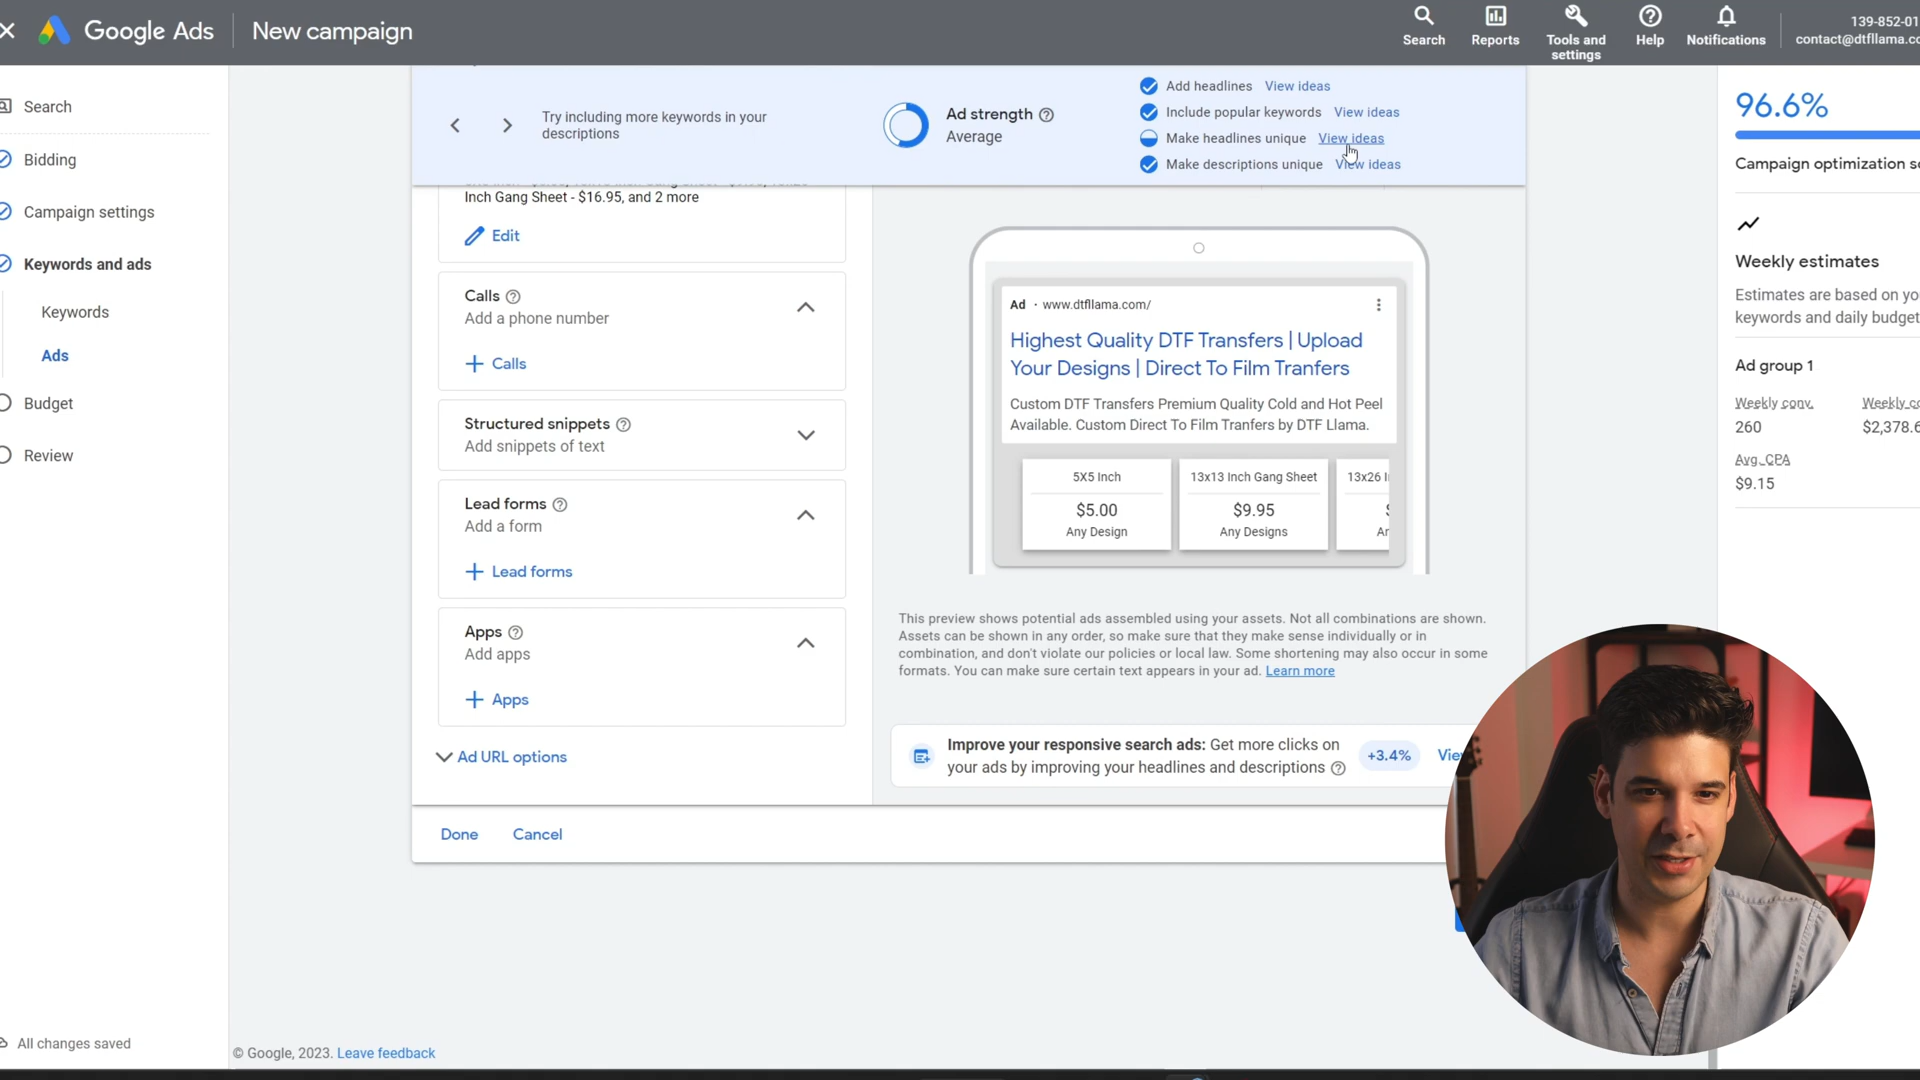 Google Ads
New campaign
Search
Reports
Tools and
settings
Help
Notifications
139-852-01
contact@dtfllama.co
Search
Bidding
Campaign settings
Keywords and ads
Keywords
Ads
Budget
Review
All changes saved
Try including more keywords in your
descriptions
Ad strength
Average
Add headlines View ideas
Include popular keywords View ideas
Make headlines unique View ideas
Make descriptions unique View ideas
Inch Gang Sheet - $16.95, and 2 more
Edit
Calls
Add a phone number
Calls
Structured snippets
Add snippets of text
Lead forms
Add a form
Lead forms
Apps
Add apps
Apps
Ad URL options
Done
Cancel
Ad · www.dtfllama.com/
Highest Quality DTF Transfers | Upload
Your Designs | Direct To Film Tranfers
Custom DTF Transfers Premium Quality Cold and Hot Peel
Available. Custom Direct To Film Tranfers by DTF Llama.
5X5 Inch
$5.00
Any Design
13x13 Inch Gang Sheet
$9.95
Any Designs
13x26 I
This preview shows potential ads assembled using your assets. Not all combinations are shown.
Assets can be shown in any order, so make sure that they make sense individually or in
combination, and don't violate our policies or local law. Some shortening may also occur in some
formats. You can make sure certain text appears in your ad. Learn more
Improve your responsive search ads: Get more clicks on
your ads by improving your headlines and descriptions
+3.4%
96.6%
Campaign optimization sc
Weekly estimates
Estimates are based on yo
keywords and daily budget
Ad group 1
Weekly conv.
260
Weekly co
$2,378.6
Avg. CPA
$9.15
© Google, 2023. Leave feedback